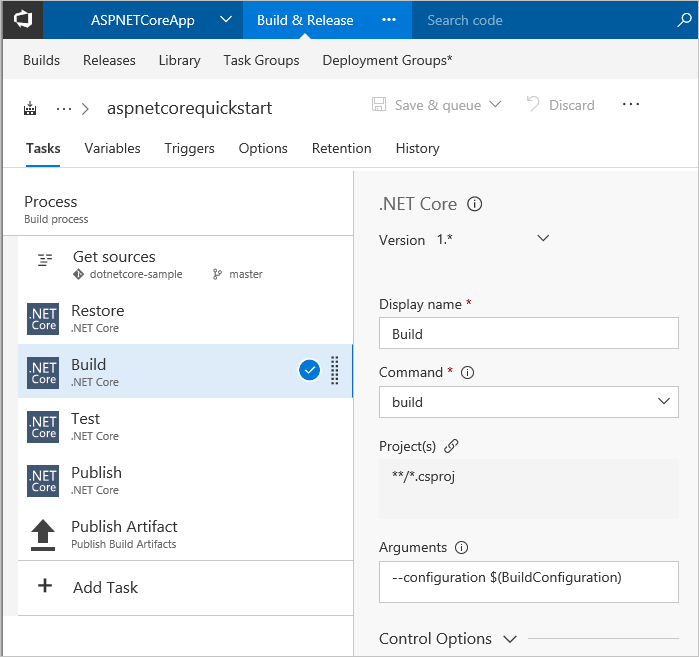 ASPNETCoreApp Build & Release ··· Search code
Builds Releases Library Task Groups Deployment Groups*
··· > aspnetcorequickstart Save & queue Discard ···
Tasks Variables Triggers Options Retention History
Process
Build process
Get sources
dotnetcore-sample master
.NET Core
Restore
.NET Core
.NET Core
Build
.NET Core
.NET Core
Test
.NET Core
.NET Core
Publish
.NET Core
Publish Artifact
Publish Build Artifacts
+ Add Task
.NET Core
Version 1.*
Display name *
Build
Command *
build
Project(s)
**/*.csproj
Arguments
--configuration $(BuildConfiguration)
Control Options